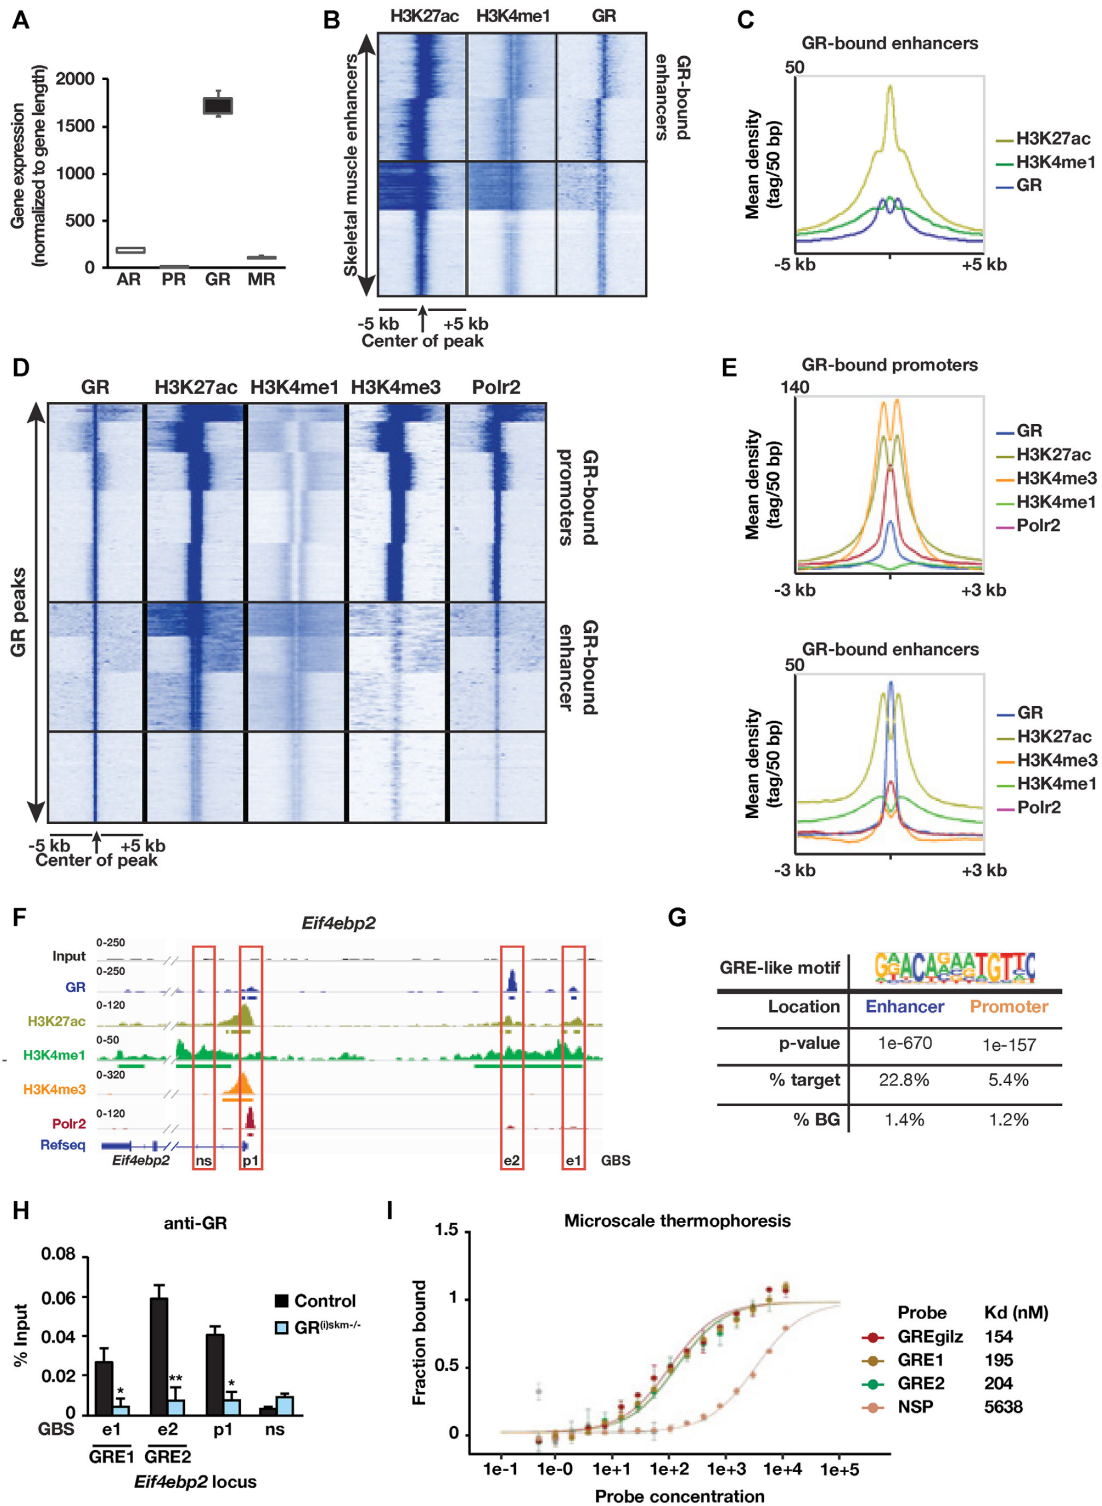 A
Gene expression
(normalized to gene length)
2000
1500
1000
500
0
AR PR GR MR
B
H3K27ac H3K4me1 GR
Skeletal muscle enhancers
GR-bound
enhancers
-5 kb +5 kb
Center of peak
C
GR-bound enhancers
50
Mean density
(tag/50 bp)
H3K27ac
H3K4me1
GR
-5 kb +5 kb
D
GR H3K27ac H3K4me1 H3K4me3 Polr2
GR peaks
GR-bound
promoters
GR-bound
enhancer
-5 kb +5 kb
Center of peak
E
GR-bound promoters
140
Mean density
(tag/50 bp)
GR
H3K27ac
H3K4me3
H3K4me1
Polr2
-3 kb +3 kb
GR-bound enhancers
50
Mean density
(tag/50 bp)
GR
H3K27ac
H3K4me3
H3K4me1
Polr2
-3 kb +3 kb
F
Eif4ebp2
Input 0-250
GR 0-250
H3K27ac 0-120
H3K4me1 0-50
H3K4me3 0-320
Polr2 0-120
Refseq
Eif4ebp2 ns p1 e2 e1 GBS
G
GRE-like motif
Location Enhancer Promoter
p-value 1e-670 1e-157
% target 22.8% 5.4%
% BG 1.4% 1.2%
H
anti-GR
% Input
0.08
0.06
0.04
0.02
0
Control
GR(i)skm-/-
* ** *
GBS e1 e2 p1 ns
GRE1 GRE2
Eif4ebp2 locus
I
Microscale thermophoresis
Fraction bound
1.5
1
0.5
0
1e-1 1e-0 1e+1 1e+2 1e+3 1e+4 1e+5
Probe concentration
Probe Kd (nM)
GREgilz 154
GRE1 195
GRE2 204
NSP 5638